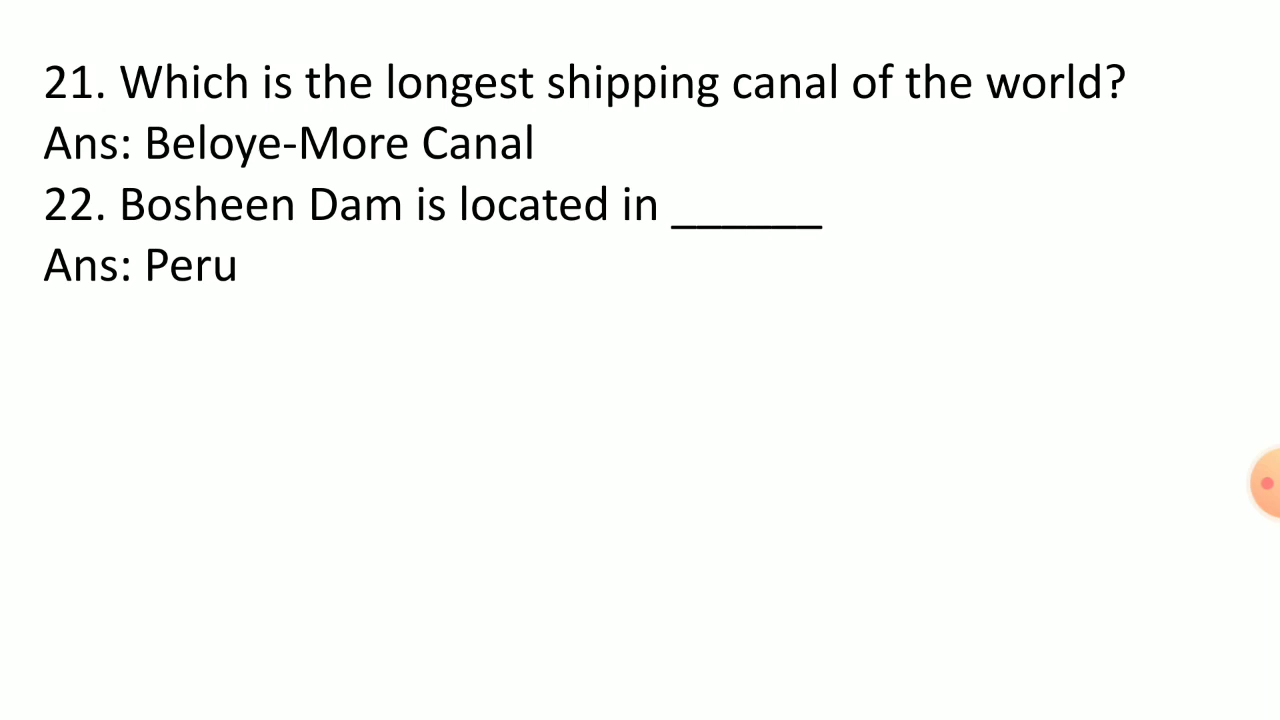 21. Which is the longest shipping canal of the world?
Ans: Beloye-More Canal
22. Bosheen Dam is located in ______
Ans: Peru